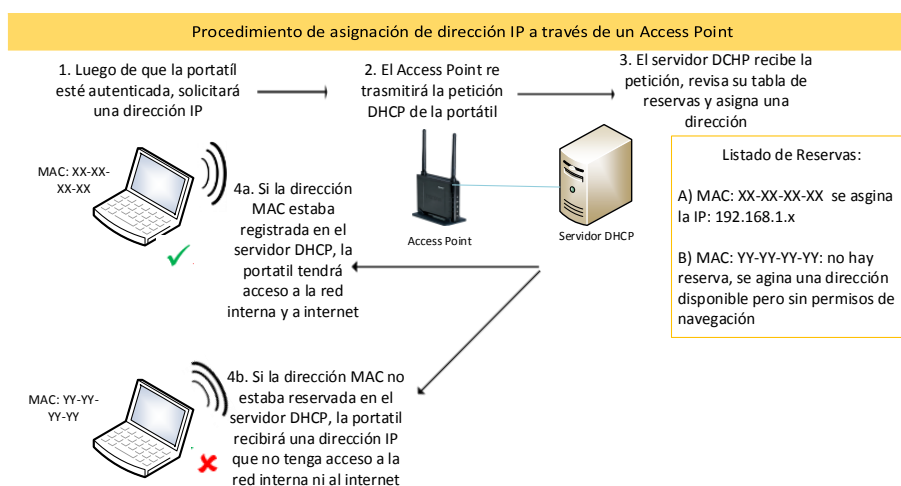 Procedimiento de asignación de dirección IP a través de un Access Point
1. Luego de que la portatíl
esté autenticada, solicitará
una dirección IP
2. El Access Point re
trasmitirá la petición
DHCP de la portátil
3. El servidor DCHP recibe la
petición, revisa su tabla de
reservas y asigna una
dirección
MAC: XX-XX-
XX-XX
4a. Si la dirección
MAC estaba
registrada en el
servidor DHCP, la
portatil tendrá
acceso a la red
interna y a internet
Access Point
Servidor DHCP
Listado de Reservas:
A) MAC: XX-XX-XX-XX se asgina
la IP: 192.168.1.x
B) MAC: YY-YY-YY-YY: no hay
reserva, se agina una dirección
disponible pero sin permisos de
navegación
MAC: YY-YY-
YY-YY
4b. Si la dirección MAC no
estaba reservada en el
servidor DHCP, la portatil
recibirá una dirección IP
que no tenga acceso a la
red interna ni al internet